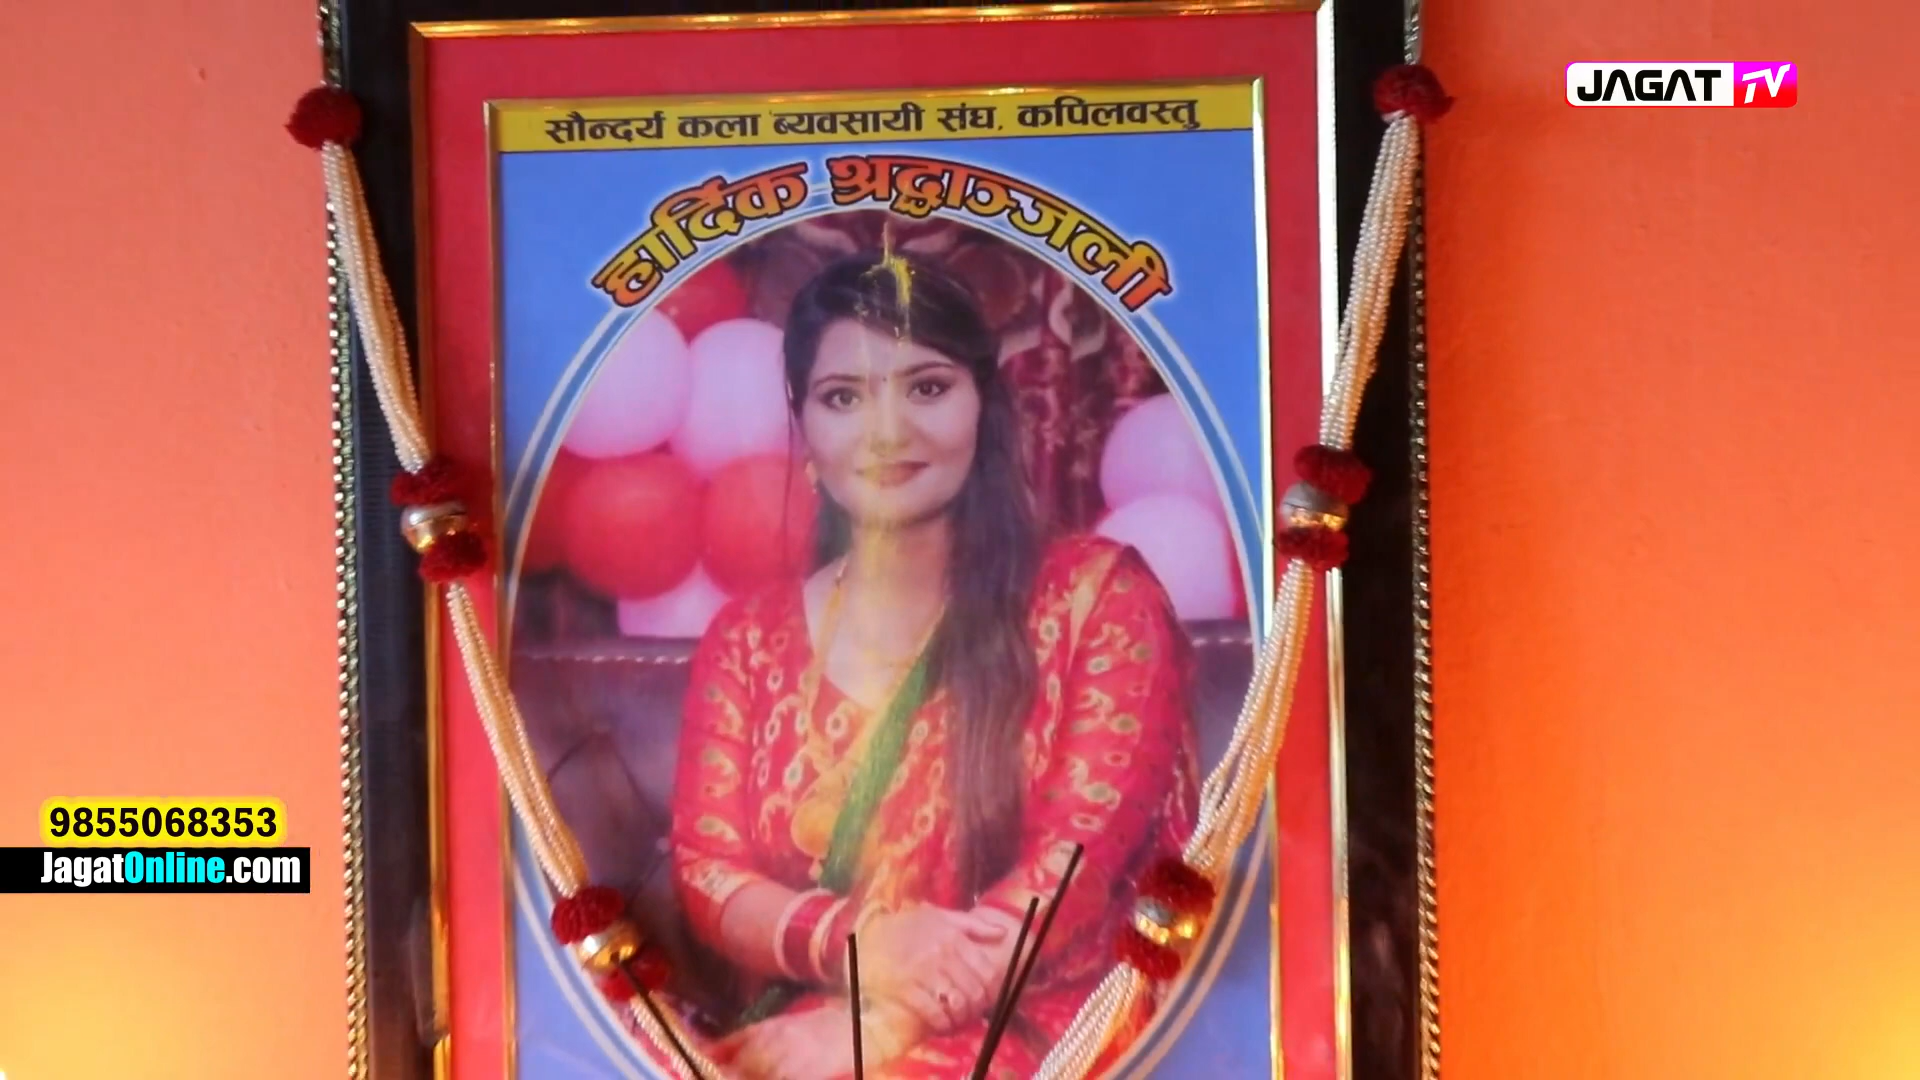 JAGAT TV
सौन्दर्य कला ब्यवसायी संघ, कपिलवस्तु
हार्दिक श्रद्धाञ्जली
9855068353
JagatOnline.com